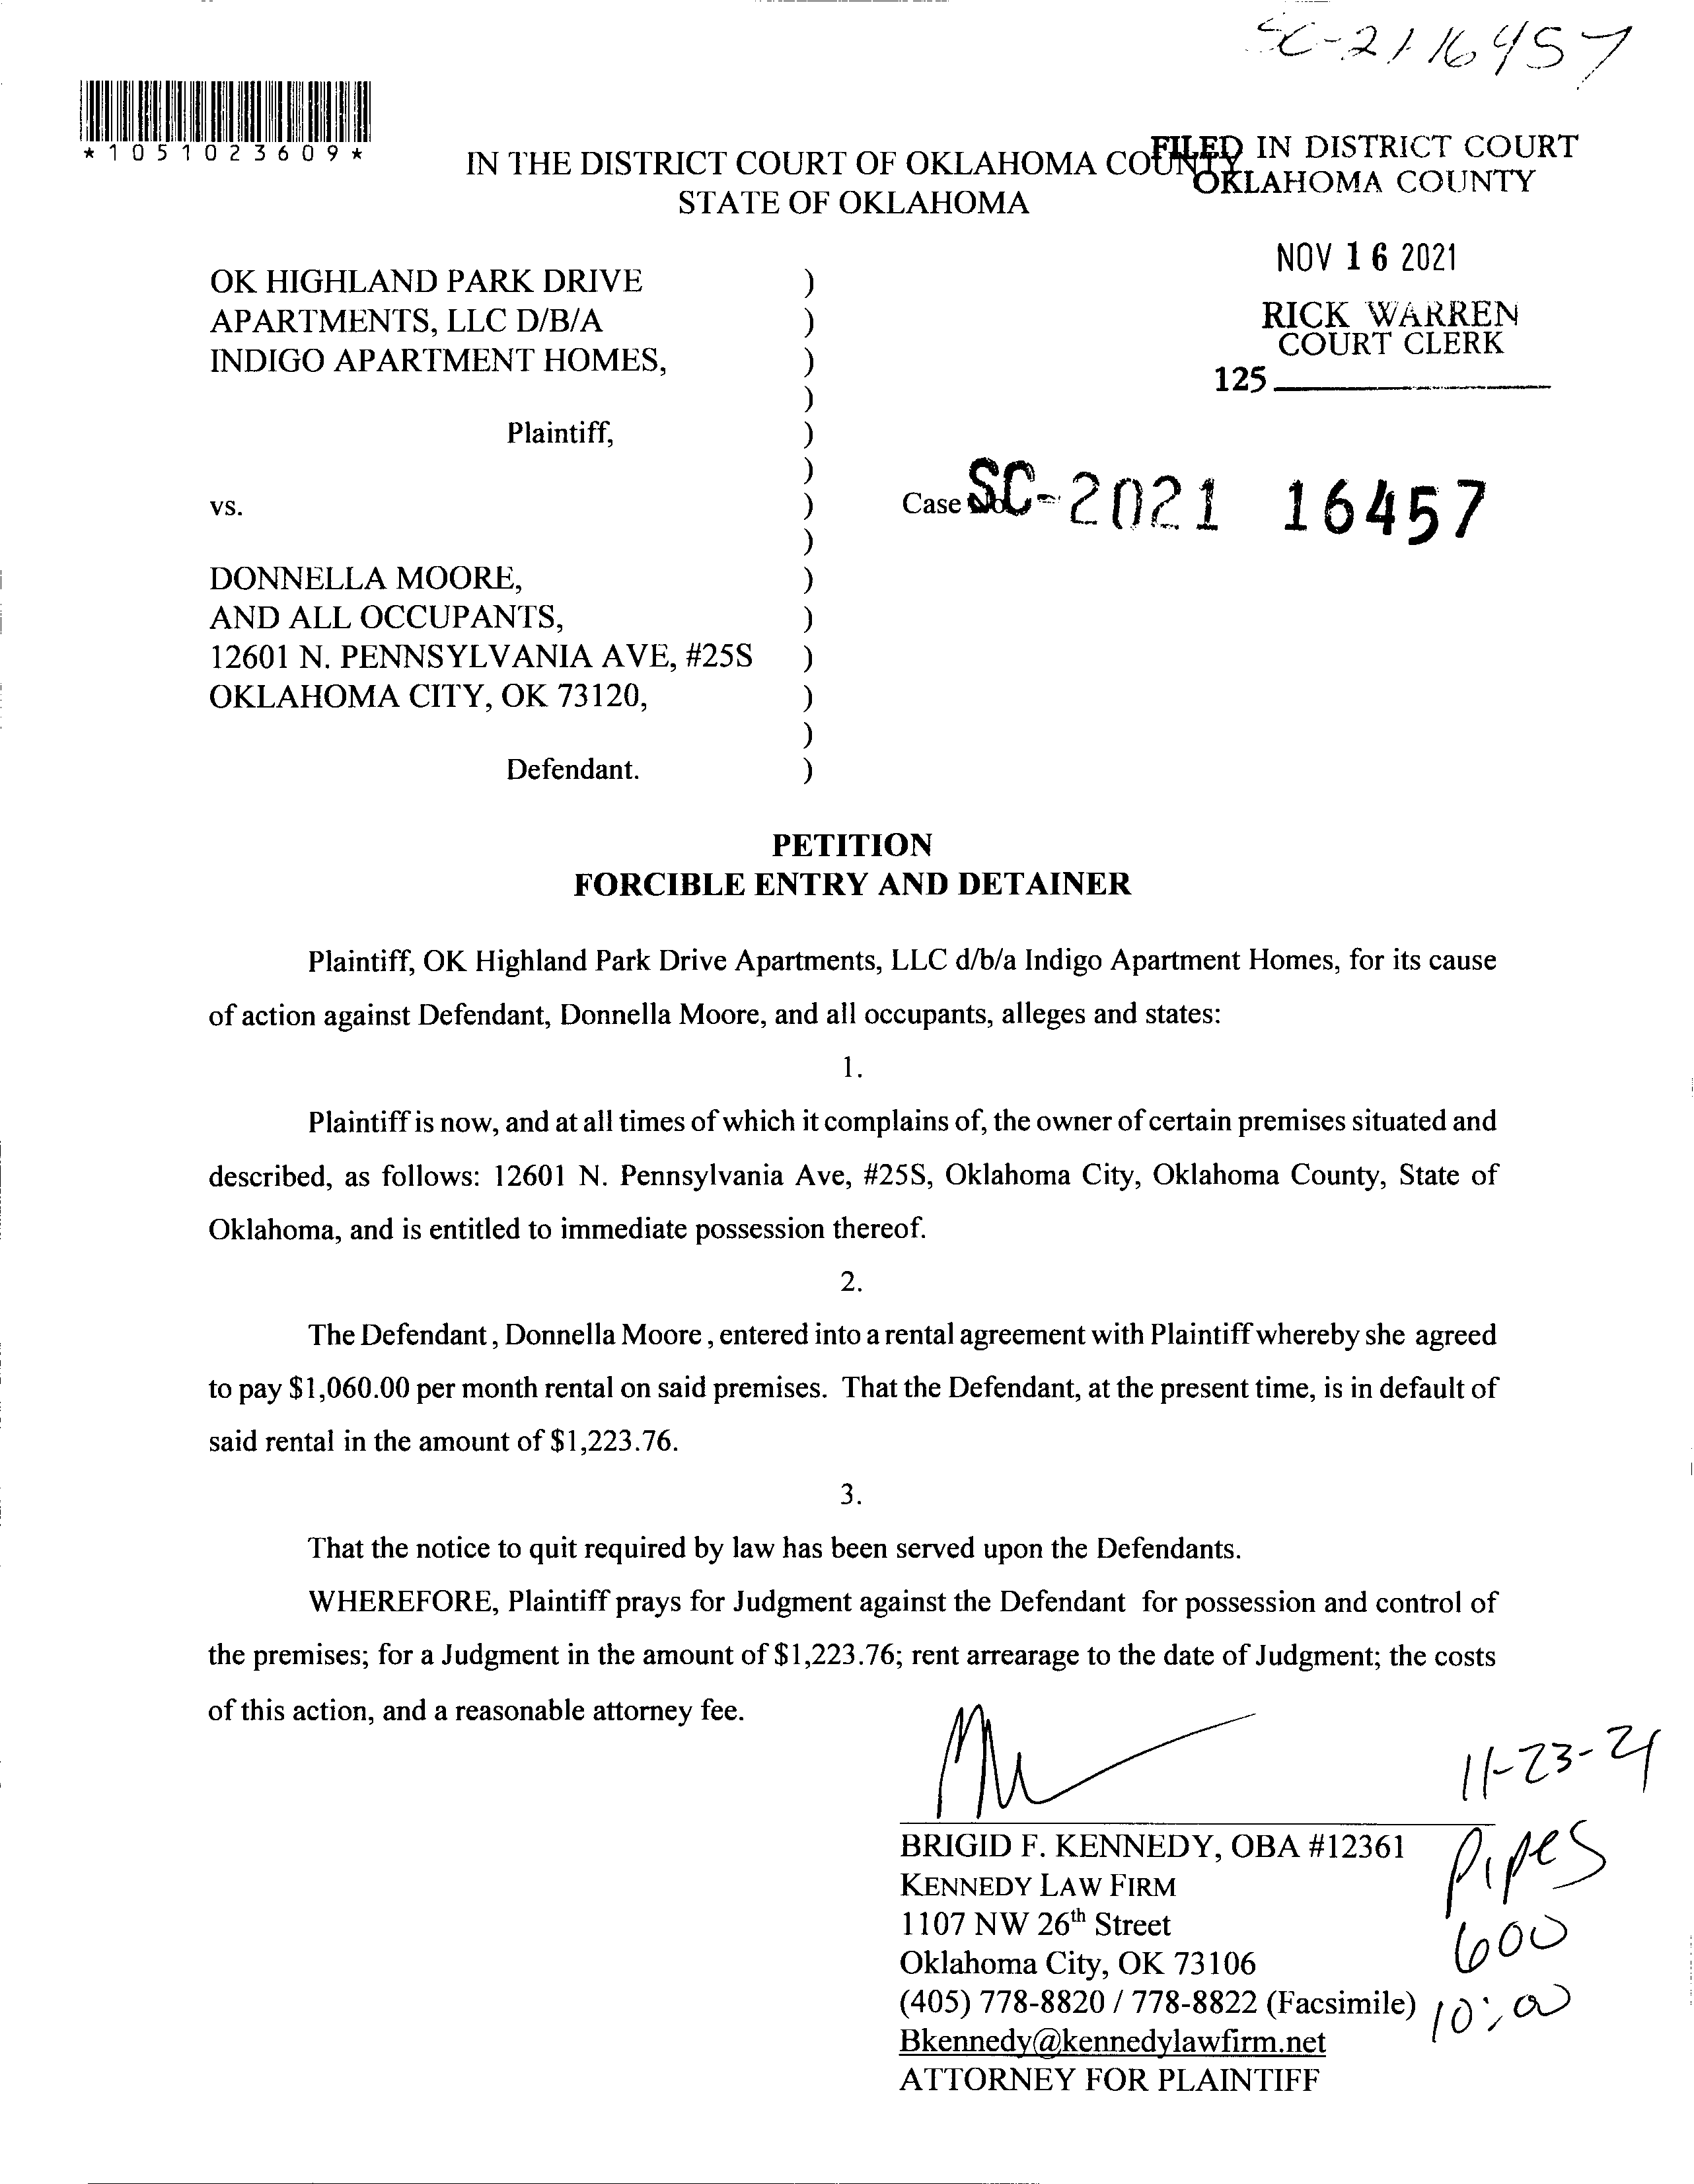 SC-21-16457
*1051023609*
IN THE DISTRICT COURT OF OKLAHOMA COUNTY
STATE OF OKLAHOMA
FILED IN DISTRICT COURT
OKLAHOMA COUNTY
NOV 16 2021
RICK WARREN
COURT CLERK
125
OK HIGHLAND PARK DRIVE )
APARTMENTS, LLC D/B/A )
INDIGO APARTMENT HOMES, )
)
Plaintiff, )
)
vs. ) Case No. SC-2021 16457
)
DONNELLA MOORE, )
AND ALL OCCUPANTS, )
12601 N. PENNSYLVANIA AVE, #25S )
OKLAHOMA CITY, OK 73120, )
)
Defendant. )
PETITION
FORCIBLE ENTRY AND DETAINER
Plaintiff, OK Highland Park Drive Apartments, LLC d/b/a Indigo Apartment Homes, for its cause
of action against Defendant, Donnella Moore, and all occupants, alleges and states:
1.
Plaintiff is now, and at all times of which it complains of, the owner of certain premises situated and
described, as follows: 12601 N. Pennsylvania Ave, #25S, Oklahoma City, Oklahoma County, State of
Oklahoma, and is entitled to immediate possession thereof.
2.
The Defendant, Donnella Moore, entered into a rental agreement with Plaintiff whereby she agreed
to pay $1,060.00 per month rental on said premises. That the Defendant, at the present time, is in default of
said rental in the amount of $1,223.76.
3.
That the notice to quit required by law has been served upon the Defendants.
WHEREFORE, Plaintiff prays for Judgment against the Defendant for possession and control of
the premises; for a Judgment in the amount of $1,223.76; rent arrearage to the date of Judgment; the costs
of this action, and a reasonable attorney fee.
BRIGID F. KENNEDY, OBA #12361
KENNEDY LAW FIRM
1107 NW 26th Street
Oklahoma City, OK 73106
(405) 778-8820 / 778-8822 (Facsimile)
Bkennedy@kennedylawfirm.net
ATTORNEY FOR PLAINTIFF
11-23-21
Pipes
600
10:00